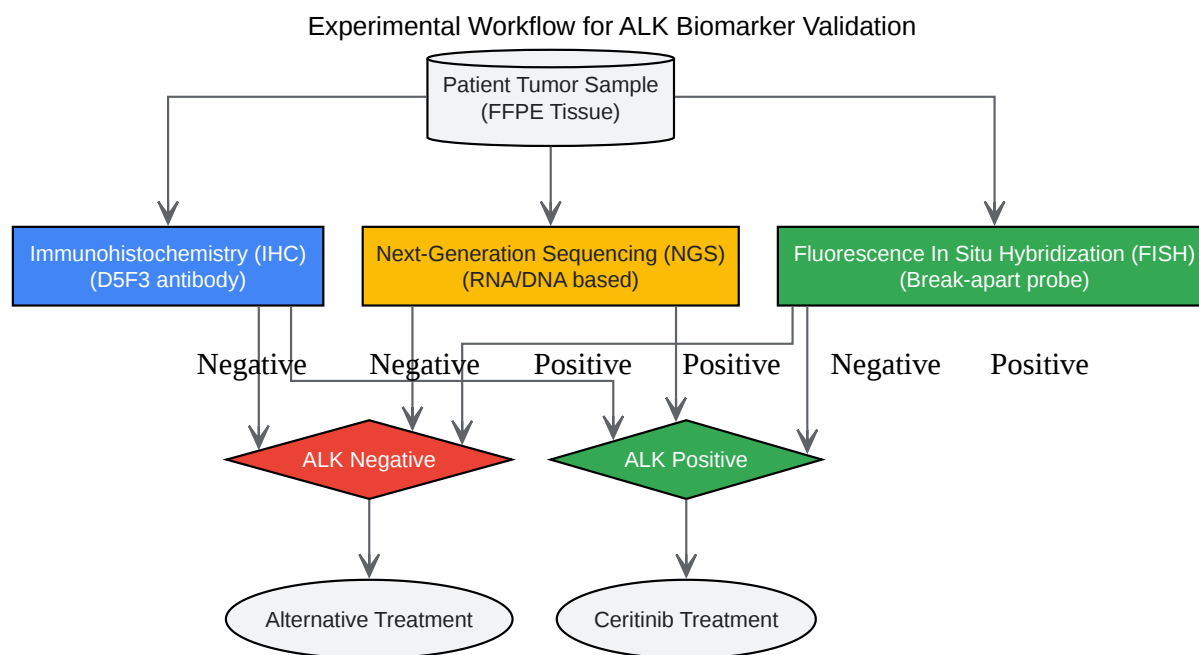 Experimental Workflow for ALK Biomarker Validation
Patient Tumor Sample
(FFPE Tissue)
Immunohistochemistry (IHC)
(D5F3 antibody)
Next-Generation Sequencing (NGS)
(RNA/DNA based)
Fluorescence In Situ Hybridization (FISH)
(Break-apart probe)
Negative
Negative
Positive
Positive
Negative
Positive
ALK Negative
ALK Positive
Alternative Treatment
Ceritinib Treatment